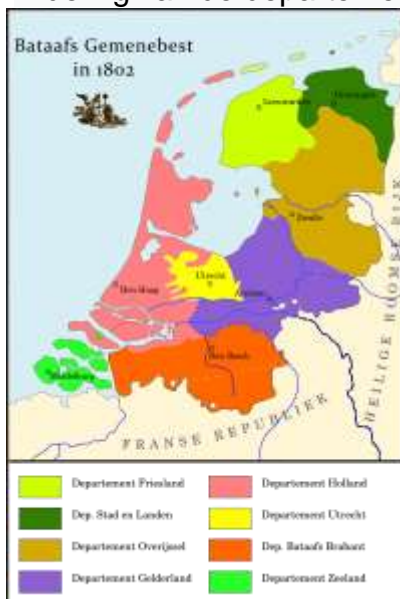 Bataafs Gemenebest
in 1802
Leeuwarden
Groningen
Zwolle
Utrecht
Den Haag
Arnhem
Den Bosch
Middelburg
HEILIGE ROOMSE RIJK
FRANSE REPUBLIEK
Departement Friesland
Departement Holland
Dep. Stad en Landen
Departement Utrecht
Departement Overijssel
Dep. Bataafs Brabant
Departement Gelderland
Departement Zeeland